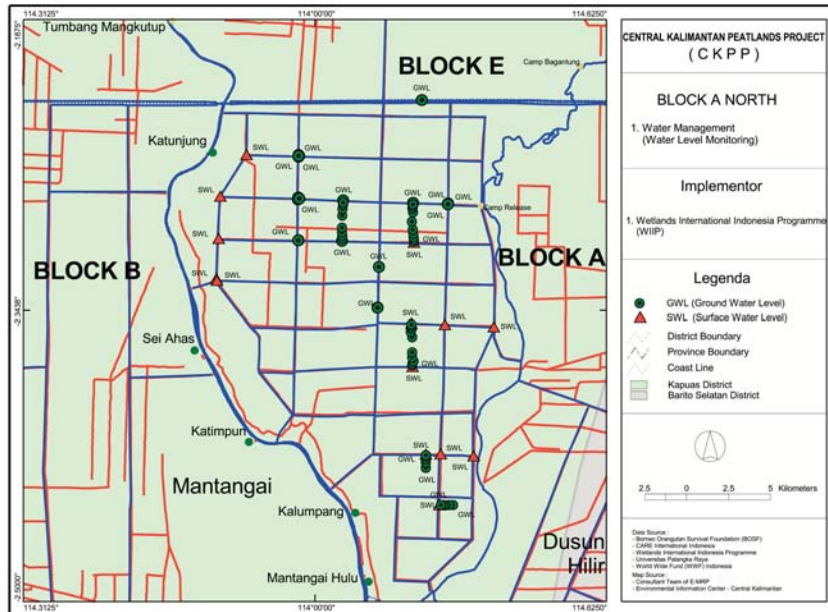 114.3125°
114°00'00"
114.6250°
-2.1875°
Tumbang Mangkutup
BLOCK E
Camp Bagantung
GWL
Katunjung
SWL
GWL
GWL
GWL
SWL
GWL
GWL
GWL
GWL
GWL
GWL
Camp Release
SWL
GWL
GWL
GWL
SWL
BLOCK B
BLOCK A
SWL
SWL
GWL
-2.3438°
GWL
SWL
SWL
SWL
GWL
Sei Ahas
GWL
SWL
Katimpun
SWL
SWL
SWL
GWL
GWL
Mantangai
GWL
SWL
GWL
Kalumpang
Dusun
Hilir
Mantangai Hulu
-2.5000°
114.3125°
114°00'00"
114.6250°
CENTRAL KALIMANTAN PEATLANDS PROJECT
( C K P P )
BLOCK A NORTH
1. Water Management
(Water Level Monitoring)
Implementor
1. Wetlands International Indonesia Programme
(WIIP)
Legenda
GWL (Ground Water Level)
SWL (Surface Water Level)
District Boundary
Province Boundary
Coast Line
Kapuas District
Barito Selatan District
2.5 0 2.5 5 Kilometers
Data Source :
- Borneo Orangutan Survival Foundation (BOSF)
- CARE International Indonesia
- Wetlands International Indonesia Programme
- Universitas Palangka Raya
- World Wide Fund (WWF) Indonesia
Map Source :
- Consultant Team of E-MRP
- Environmental Information Center - Central Kalimantan